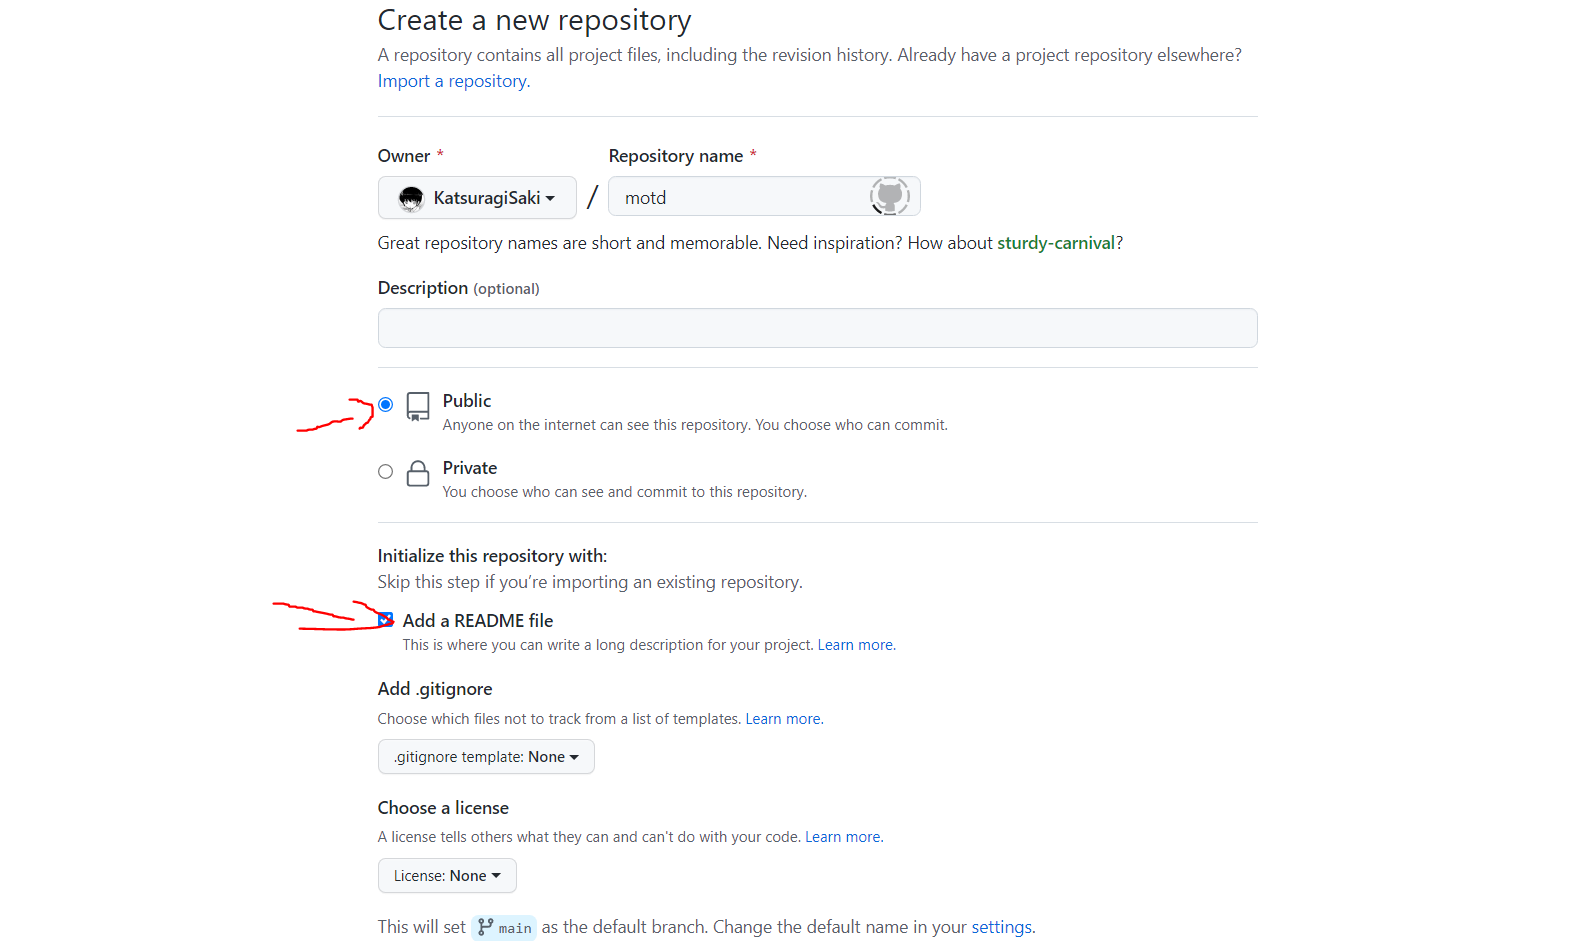 Create a new repository
A repository contains all project files, including the revision history. Already have a project repository elsewhere?
Import a repository.
Owner * Repository name *
KatsuragiSaki / motd
Great repository names are short and memorable. Need inspiration? How about sturdy-carnival?
Description (optional)
Public
Anyone on the internet can see this repository. You choose who can commit.
Private
You choose who can see and commit to this repository.
Initialize this repository with:
Skip this step if you’re importing an existing repository.
Add a README file
This is where you can write a long description for your project. Learn more.
Add .gitignore
Choose which files not to track from a list of templates. Learn more.
.gitignore template: None
Choose a license
A license tells others what they can and can't do with your code. Learn more.
License: None
This will set main as the default branch. Change the default name in your settings.